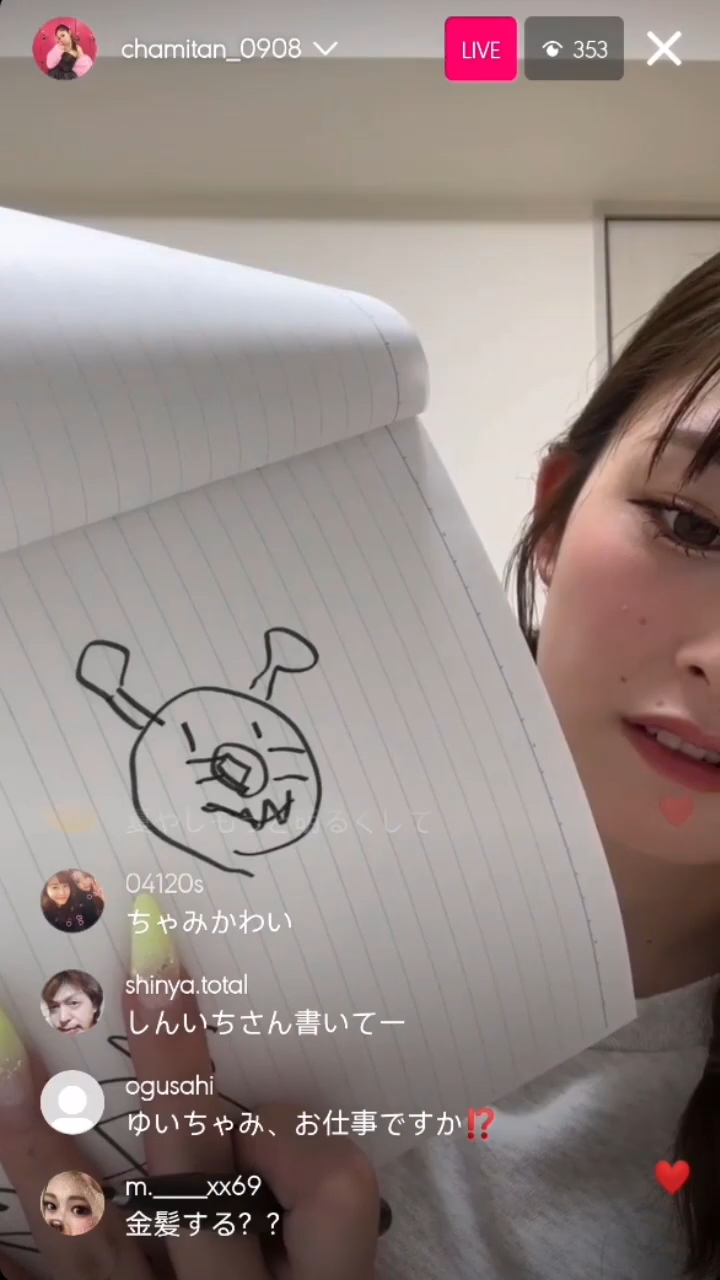 chamitan_0908
LIVE
353
04120s
ちゃみかわい
shinya.total
しんいちさん書いてー
ogusahi
ゆいちゃみ、お仕事ですか⁉️
m.____xx69
金髪する？？